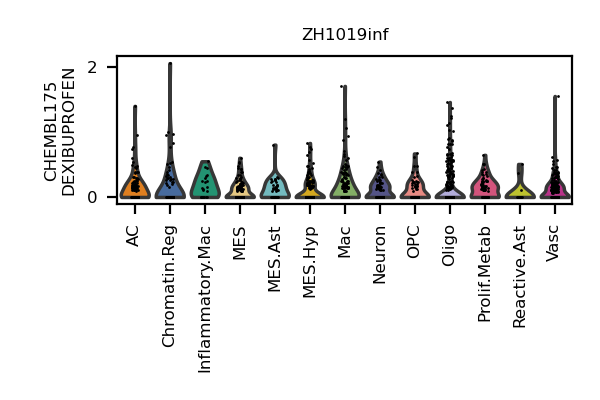 ZH1019inf
CHEMBL175
DEXIBUPROFEN
2
0
AC
Chromatin.Reg
Inflammatory.Mac
MES
MES.Ast
MES.Hyp
Mac
Neuron
OPC
Oligo
Prolif.Metab
Reactive.Ast
Vasc